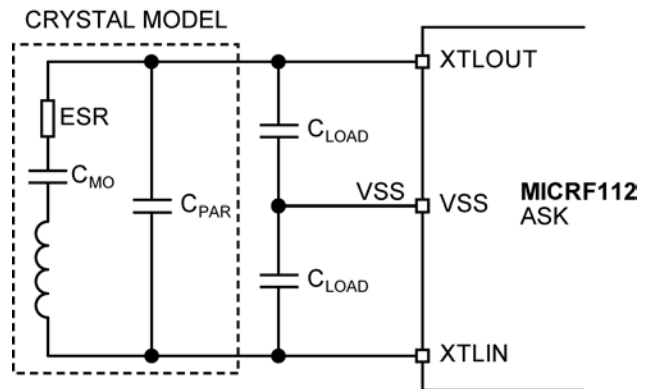 CRYSTAL MODEL
XTLOUT
ESR
C_LOAD
C_MO
VSS
VSS
MICRF112
C_PAR
ASK
C_LOAD
XTLIN